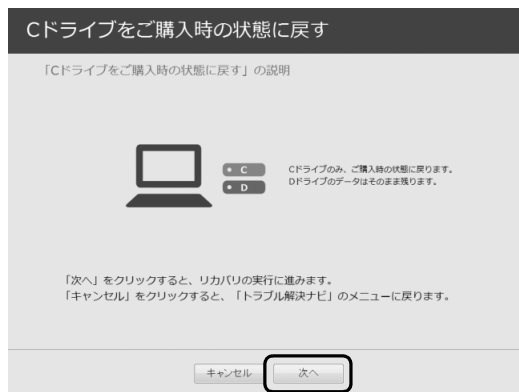 Cドライブをご購入時の状態に戻す
「Cドライブをご購入時の状態に戻す」の説明
C
Cドライブのみ、ご購入時の状態に戻ります。
D
Dドライブのデータはそのまま残ります。
「次へ」をクリックすると、リカバリの実行に進みます。
「キャンセル」をクリックすると、「トラブル解決ナビ」のメニューに戻ります。
キャンセル
次へ